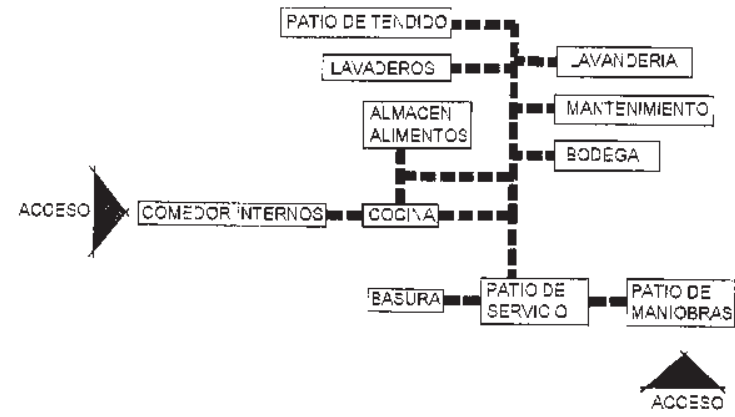 PATIO DE TENDIDO
LAVADEROS
LAVANDERIA
ALMACEN
ALIMENTOS
MANTENIMIENTO
BODEGA
ACCESO
COMEDOR INTERNOS
COCINA
BASURA
PATIO DE
SERVICIO
PATIO DE
MANIOBRAS
ACCESO